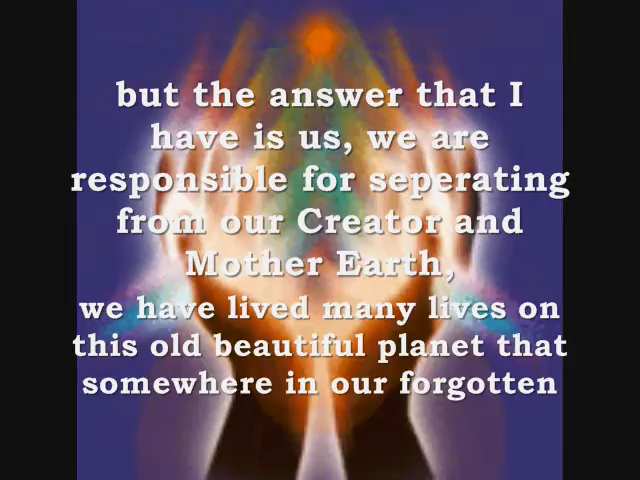 but the answer that I
have is us, we are
responsible for seperating
from our Creator and
Mother Earth,
we have lived many lives on
this old beautiful planet that
somewhere in our forgotten